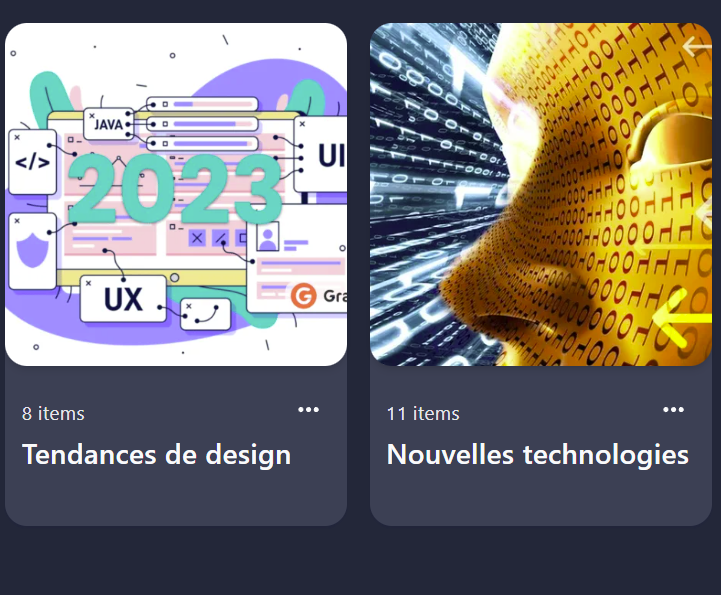 JAVA
</>
UI
2023
UX
G Gra
8 items
Tendances de design
11 items
Nouvelles technologies